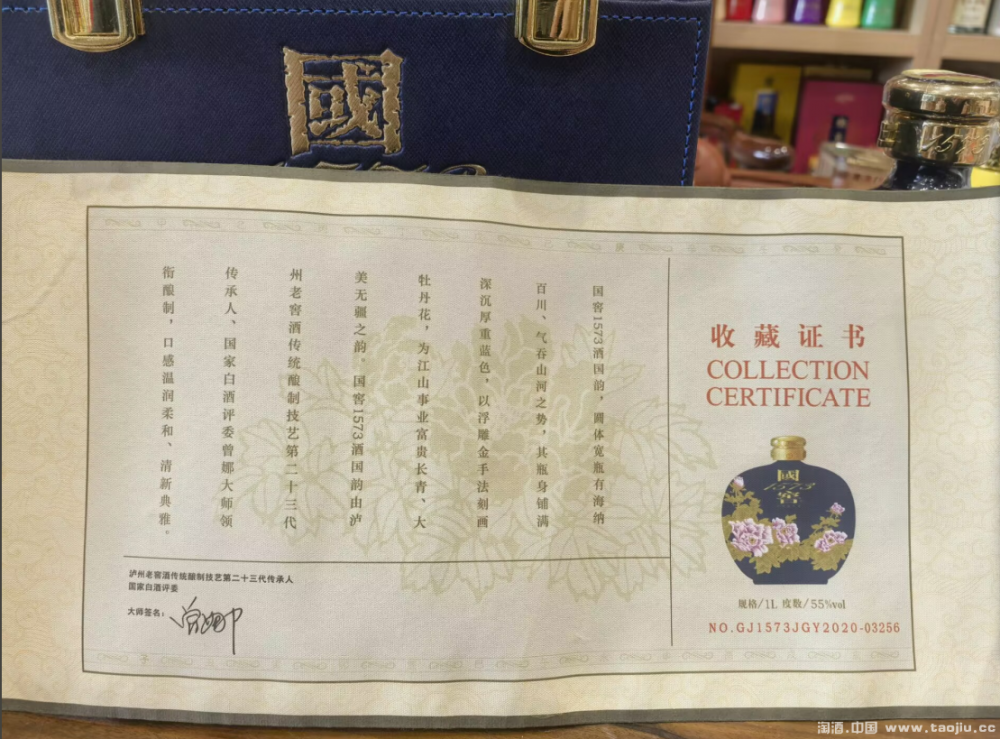 國
1573
国窖1573酒国韵，圆体宽瓶有海纳
百川、气吞山河之势，其瓶身铺满
深沉厚重蓝色，以浮雕金手法刻画
牡丹花，为江山事业富贵长青、大
美无疆之韵。国窖1573酒国韵由泸
州老窖酒传统酿制技艺第二十三代
传承人、国家白酒评委曾娜大师领
衔酿制，口感温润柔和、清新典雅。
泸州老窖酒传统酿制技艺第二十三代传承人
国家白酒评委
大师签名：
收藏证书
COLLECTION
CERTIFICATE
國
1573
窖
规格/1L 度数/55%vol
NO.GJ1573JGY2020-03256
淘酒.中国 www.taojiu.cc